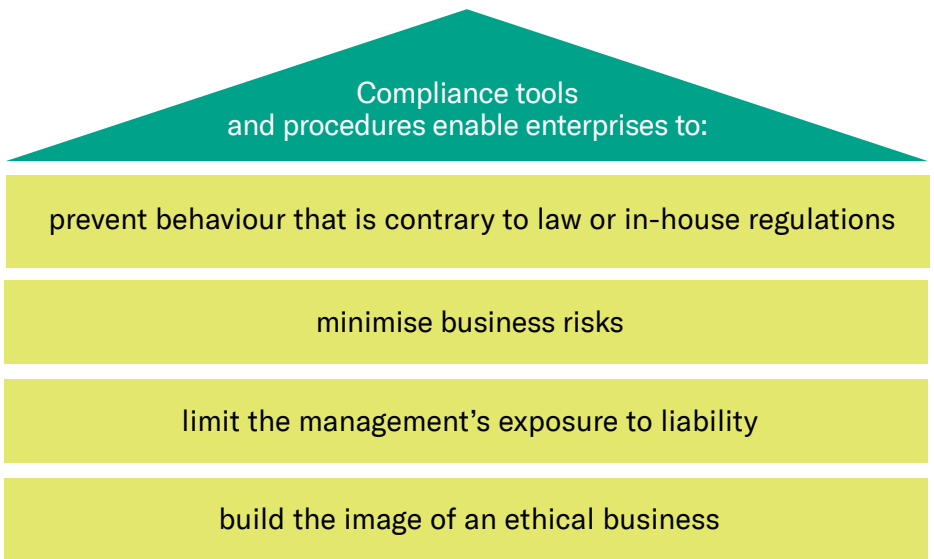 Compliance tools
and procedures enable enterprises to:
prevent behaviour that is contrary to law or in-house regulations
minimise business risks
limit the management’s exposure to liability
build the image of an ethical business